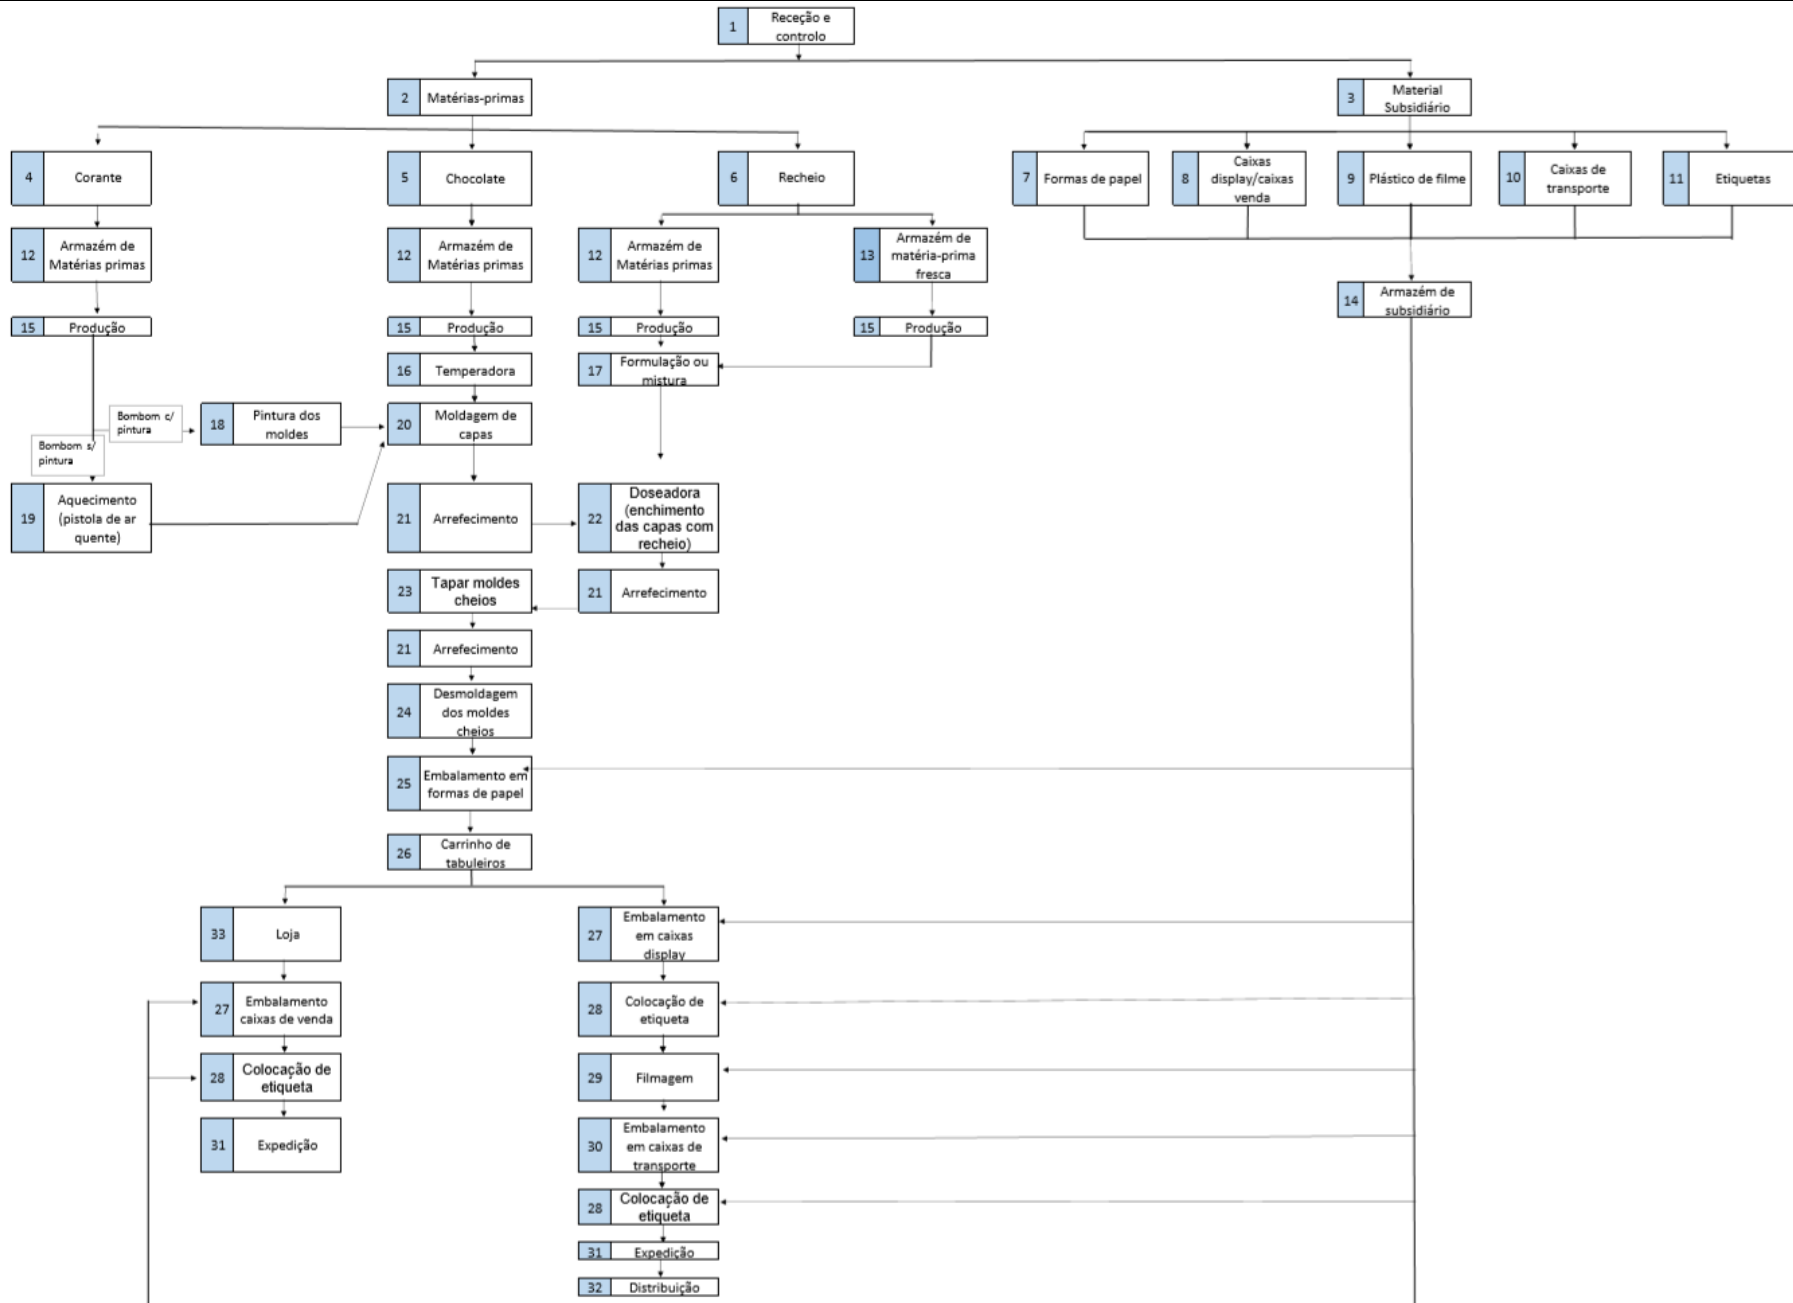 1
Receção e
controlo
2
Matérias-primas
3
Material
Subsidiário
4
Corante
5
Chocolate
6
Recheio
7
Formas de papel
8
Caixas
display/caixas
venda
9
Plástico de filme
10
Caixas de
transporte
11
Etiquetas
12
Armazém de
Matérias primas
12
Armazém de
Matérias primas
12
Armazém de
Matérias primas
13
Armazém de
matéria-prima
fresca
14
Armazém de
subsidiário
15
Produção
15
Produção
15
Produção
15
Produção
16
Temperadora
17
Formulação ou
mistura
Bombom c/
pintura
18
Pintura dos
moldes
20
Moldagem de
capas
Bombom s/
pintura
19
Aquecimento
(pistola de ar
quente)
21
Arrefecimento
22
Doseadora
(enchimento
das capas com
recheio)
23
Tapar moldes
cheios
21
Arrefecimento
21
Arrefecimento
24
Desmoldagem
dos moldes
cheios
25
Embalamento em
formas de papel
26
Carrinho de
tabuleiros
33
Loja
27
Embalamento
em caixas
display
27
Embalamento
caixas de venda
28
Colocação de
etiqueta
28
Colocação de
etiqueta
29
Filmagem
31
Expedição
30
Embalamento
em caixas de
transporte
28
Colocação de
etiqueta
31
Expedição
32
Distribuição